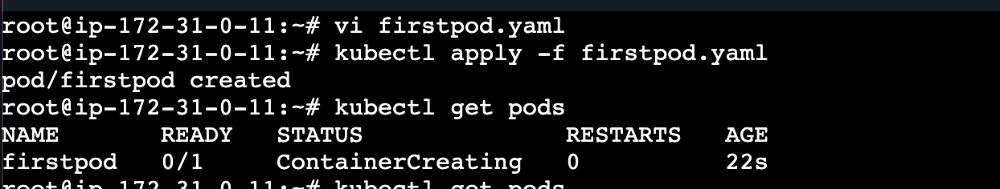 root@ip-172-31-0-11:~# vi firstpod.yaml
root@ip-172-31-0-11:~# kubectl apply -f firstpod.yaml
pod/firstpod created
root@ip-172-31-0-11:~# kubectl get pods
NAME READY STATUS RESTARTS AGE
firstpod 0/1 ContainerCreating 0 22s
root@ip-172-31-0-11:~# kubectl get pods